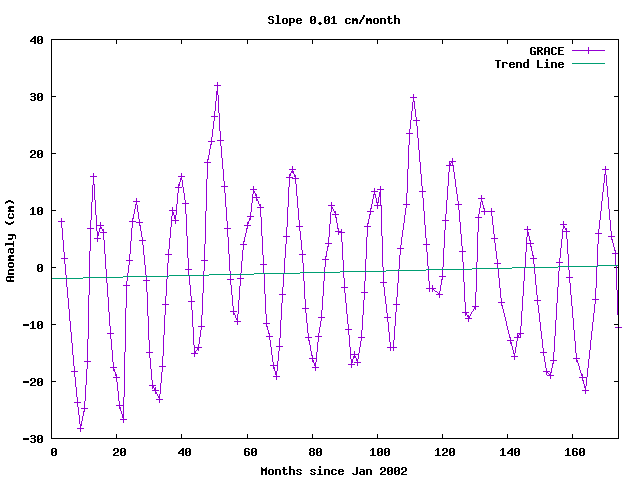 Slope 0.01 cm/month
40
30
20
10
0
-10
-20
-30
Anomaly (cm)
GRACE
Trend Line
0 20 40 60 80 100 120 140 160
Months since Jan 2002